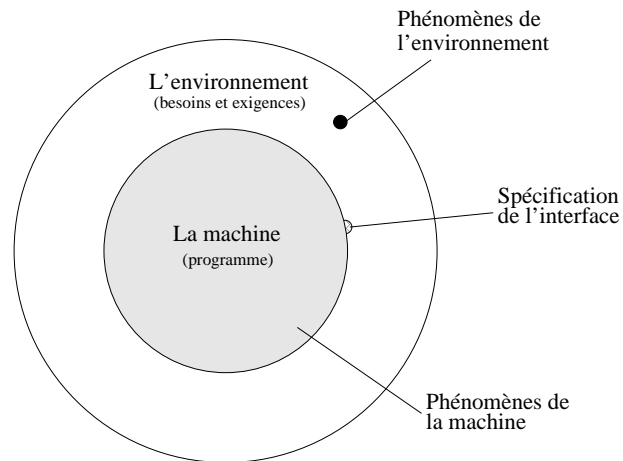 Phénomènes de
l'environnement
L'environnement
(besoins et exigences)
Spécification
de l'interface
La machine
(programme)
Phénomènes de
la machine